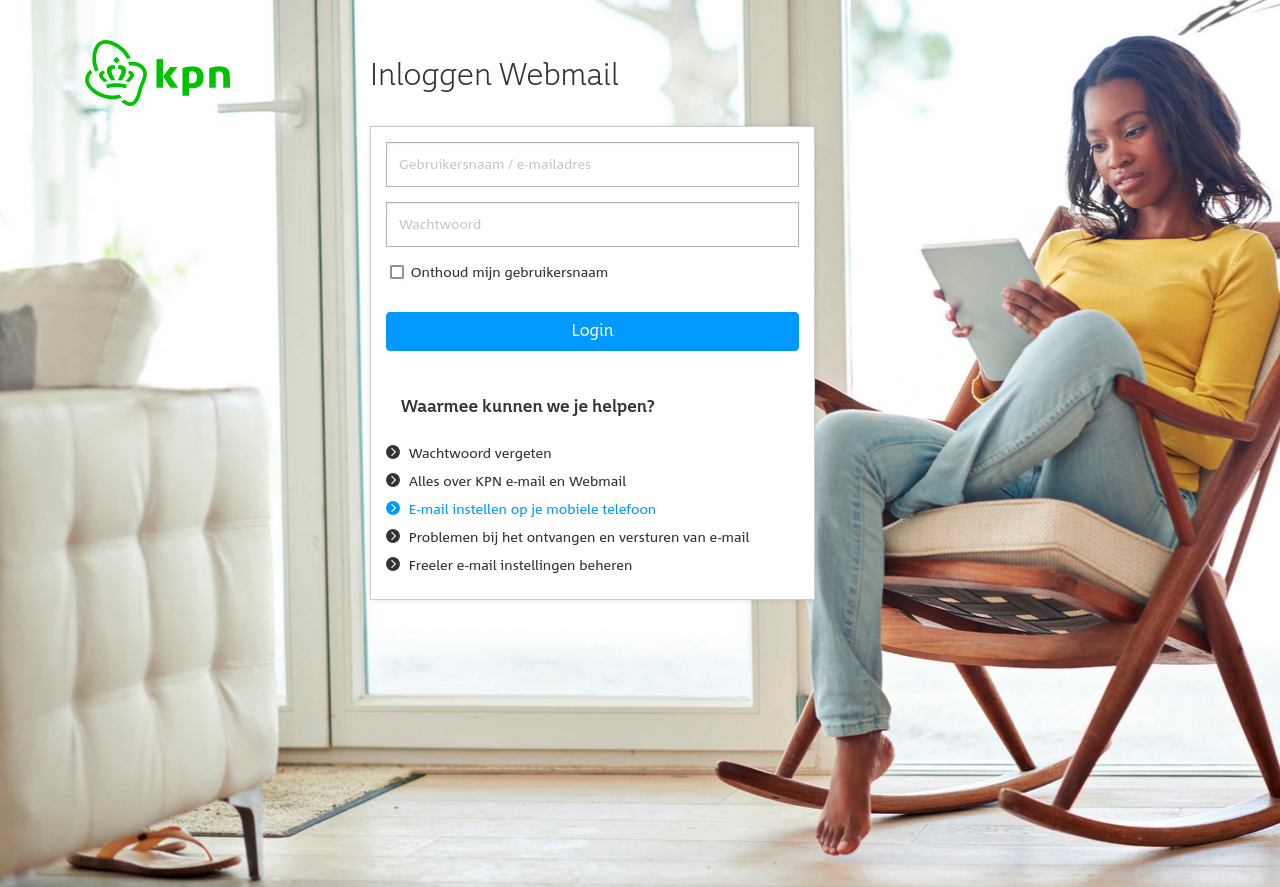 kpn
Inloggen Webmail
Gebruikersnaam / e-mailadres
Wachtwoord
Onthoud mijn gebruikersnaam
Login
Waarmee kunnen we je helpen?
Wachtwoord vergeten
Alles over KPN e-mail en Webmail
E-mail instellen op je mobiele telefoon
Problemen bij het ontvangen en versturen van e-mail
Freeler e-mail instellingen beheren